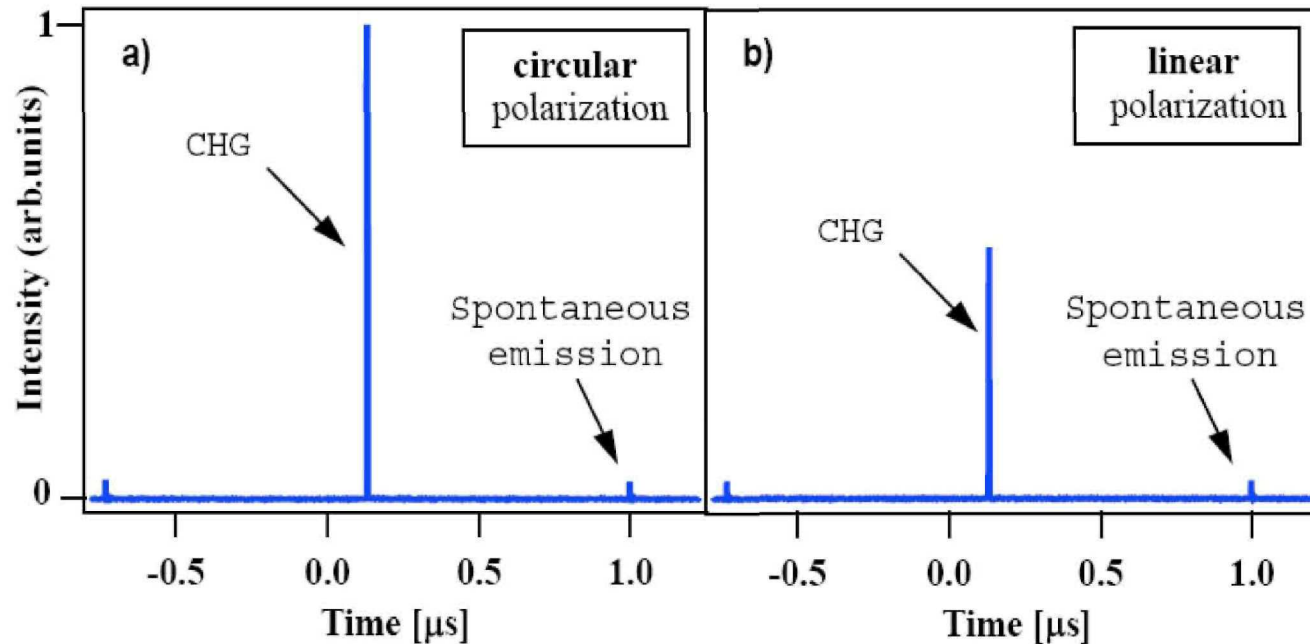 1
a)
circular
polarization
CHG
Spontaneous
emission
Intensity (arb.units)
0
-0.5
0.0
0.5
1.0
Time [μs]
b)
linear
polarization
CHG
Spontaneous
emission
-0.5
0.0
0.5
1.0
Time [μs]